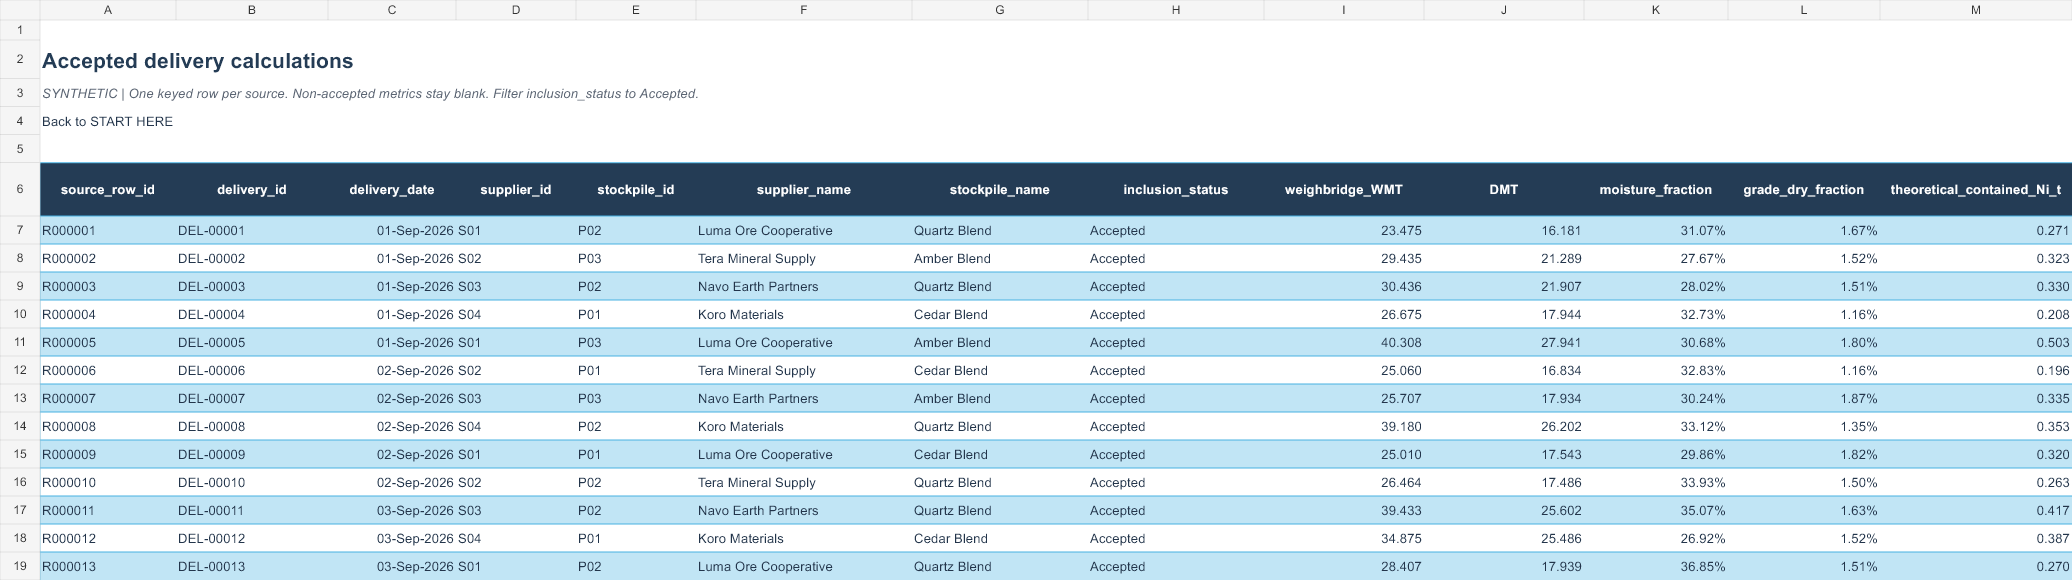 A B C D E F G H I J K L M
1
2 Accepted delivery calculations
3 SYNTHETIC | One keyed row per source. Non-accepted metrics stay blank. Filter inclusion_status to Accepted.
4 Back to START HERE
5
6 source_row_id delivery_id delivery_date supplier_id stockpile_id supplier_name stockpile_name inclusion_status weighbridge_WMT DMT moisture_fraction grade_dry_fraction theoretical_contained_Ni_t
7 R000001 DEL-00001 01-Sep-2026 S01 P02 Luma Ore Cooperative Quartz Blend Accepted 23.475 16.181 31.07% 1.67% 0.271
8 R000002 DEL-00002 01-Sep-2026 S02 P03 Tera Mineral Supply Amber Blend Accepted 29.435 21.289 27.67% 1.52% 0.323
9 R000003 DEL-00003 01-Sep-2026 S03 P02 Navo Earth Partners Quartz Blend Accepted 30.436 21.907 28.02% 1.51% 0.330
10 R000004 DEL-00004 01-Sep-2026 S04 P01 Koro Materials Cedar Blend Accepted 26.675 17.944 32.73% 1.16% 0.208
11 R000005 DEL-00005 01-Sep-2026 S01 P03 Luma Ore Cooperative Amber Blend Accepted 40.308 27.941 30.68% 1.80% 0.503
12 R000006 DEL-00006 02-Sep-2026 S02 P01 Tera Mineral Supply Cedar Blend Accepted 25.060 16.834 32.83% 1.16% 0.196
13 R000007 DEL-00007 02-Sep-2026 S03 P03 Navo Earth Partners Amber Blend Accepted 25.707 17.934 30.24% 1.87% 0.335
14 R000008 DEL-00008 02-Sep-2026 S04 P02 Koro Materials Quartz Blend Accepted 39.180 26.202 33.12% 1.35% 0.353
15 R000009 DEL-00009 02-Sep-2026 S01 P01 Luma Ore Cooperative Cedar Blend Accepted 25.010 17.543 29.86% 1.82% 0.320
16 R000010 DEL-00010 02-Sep-2026 S02 P02 Tera Mineral Supply Quartz Blend Accepted 26.464 17.486 33.93% 1.50% 0.263
17 R000011 DEL-00011 03-Sep-2026 S03 P02 Navo Earth Partners Quartz Blend Accepted 39.433 25.602 35.07% 1.63% 0.417
18 R000012 DEL-00012 03-Sep-2026 S04 P01 Koro Materials Cedar Blend Accepted 34.875 25.486 26.92% 1.52% 0.387
19 R000013 DEL-00013 03-Sep-2026 S01 P02 Luma Ore Cooperative Quartz Blend Accepted 28.407 17.939 36.85% 1.51% 0.270